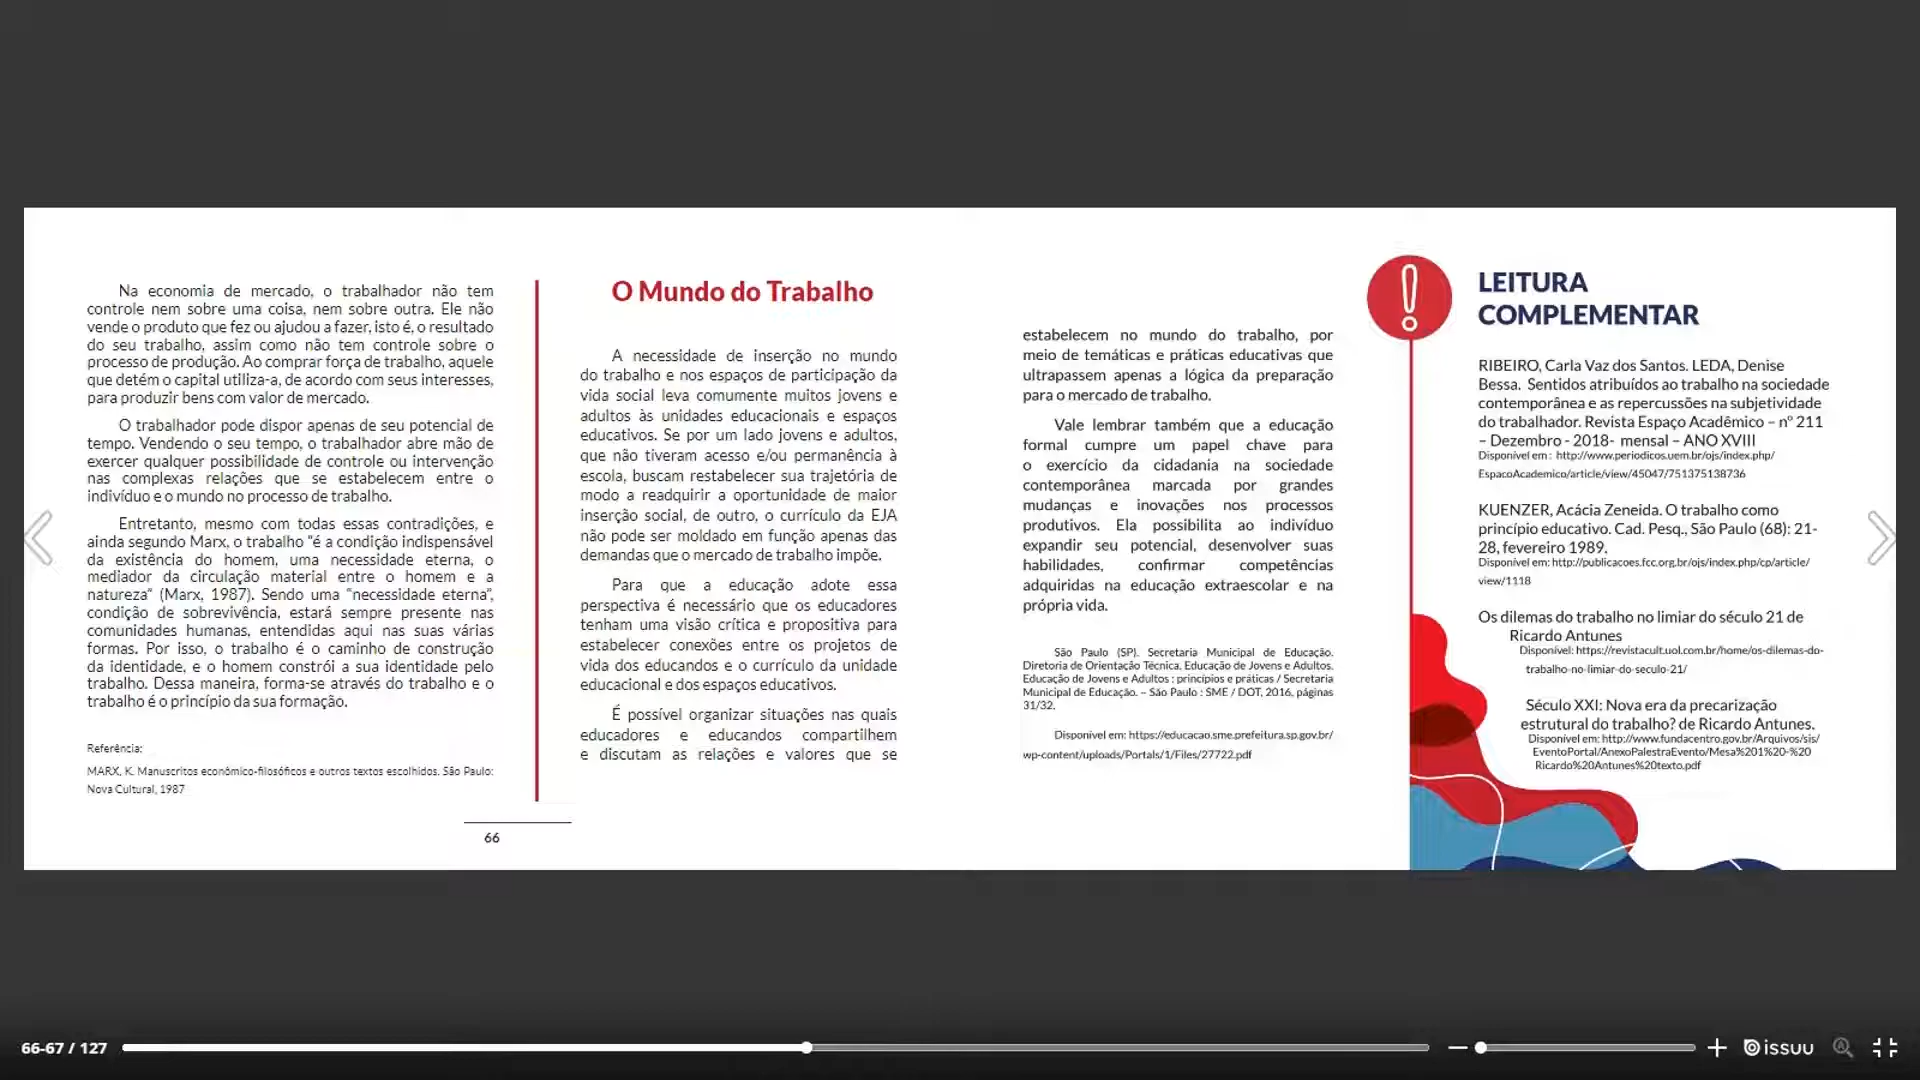 Na economia de mercado, o trabalhador não tem
controle nem sobre uma coisa, nem sobre outra. Ele não
vende o produto que fez ou ajudou a fazer, isto é, o resultado
do seu trabalho, assim como não tem controle sobre o
processo de produção. Ao comprar força de trabalho, aquele
que detém o capital utiliza-a, de acordo com seus interesses,
para produzir bens com valor de mercado.
O trabalhador pode dispor apenas de seu potencial de
tempo. Vendendo o seu tempo, o trabalhador abre mão de
exercer qualquer possibilidade de controle ou intervenção
nas complexas relações que se estabelecem entre o
indivíduo e o mundo no processo de trabalho.
Entretanto, mesmo com todas essas contradições, e
ainda segundo Marx, o trabalho "é a condição indispensável
da existência do homem, uma necessidade eterna, o
mediador da circulação material entre o homem e a
natureza" (Marx, 1987). Sendo uma "necessidade eterna",
condição de sobrevivência, estará sempre presente nas
comunidades humanas, entendidas aqui nas suas várias
formas. Por isso, o trabalho é o caminho de construção
da identidade, e o homem constrói a sua identidade pelo
trabalho. Dessa maneira, forma-se através do trabalho e o
trabalho é o princípio da sua formação.
Referência:
MARX, K. Manuscritos econômico-filosóficos e outros textos escolhidos. São Paulo:
Nova Cultural, 1987
66
O Mundo do Trabalho
A necessidade de inserção no mundo
do trabalho e nos espaços de participação da
vida social leva comumente muitos jovens e
adultos às unidades educacionais e espaços
educativos. Se por um lado jovens e adultos,
que não tiveram acesso e/ou permanência à
escola, buscam restabelecer sua trajetória de
modo a readquirir a oportunidade de maior
inserção social, de outro, o currículo da EJA
não pode ser moldado em função apenas das
demandas que o mercado de trabalho impõe.
Para que a educação adote essa
perspectiva é necessário que os educadores
tenham uma visão crítica e propositiva para
estabelecer conexões entre os projetos de
vida dos educandos e o currículo da unidade
educacional e dos espaços educativos.
É possível organizar situações nas quais
educadores e educandos compartilhem
e discutam as relações e valores que se
estabelecem no mundo do trabalho, por
meio de temáticas e práticas educativas que
ultrapassem apenas a lógica da preparação
para o mercado de trabalho.
Vale lembrar também que a educação
formal cumpre um papel chave para
o exercício da cidadania na sociedade
contemporânea marcada por grandes
mudanças e inovações nos processos
produtivos. Ela possibilita ao indivíduo
expandir seu potencial, desenvolver suas
habilidades, confirmar competências
adquiridas na educação extraescolar e na
própria vida.
São Paulo (SP). Secretaria Municipal de Educação.
Diretoria de Orientação Técnica. Educação de Jovens e Adultos.
Educação de Jovens e Adultos : princípios e práticas / Secretaria
Municipal de Educação. – São Paulo : SME / DOT, 2016, páginas
31/32.
Disponível em: https://educacao.sme.prefeitura.sp.gov.br/
wp-content/uploads/Portals/1/Files/27722.pdf
LEITURA
COMPLEMENTAR
RIBEIRO, Carla Vaz dos Santos. LEDA, Denise
Bessa. Sentidos atribuídos ao trabalho na sociedade
contemporânea e as repercussões na subjetividade
do trabalhador. Revista Espaço Acadêmico – nº 211
– Dezembro - 2018- mensal – ANO XVIII
Disponível em : http://www.periodicos.uem.br/ojs/index.php/
EspacoAcademico/article/view/45047/751375138736
KUENZER, Acácia Zeneida. O trabalho como
princípio educativo. Cad. Pesq., São Paulo (68): 21-
28, fevereiro 1989.
Disponível em: http://publicacoes.fcc.org.br/ojs/index.php/cp/article/
view/1118
Os dilemas do trabalho no limiar do século 21 de
Ricardo Antunes
Disponível: https://revistacult.uol.com.br/home/os-dilemas-do-
trabalho-no-limiar-do-seculo-21/
Século XXI: Nova era da precarização
estrutural do trabalho? de Ricardo Antunes.
Disponível em: http://www.fundacentro.gov.br/Arquivos/sis/
EventoPortal/AnexoPalestraEvento/Mesa%201%20-%20
Ricardo%20Antunes%20texto.pdf
66-67 / 127
issuu